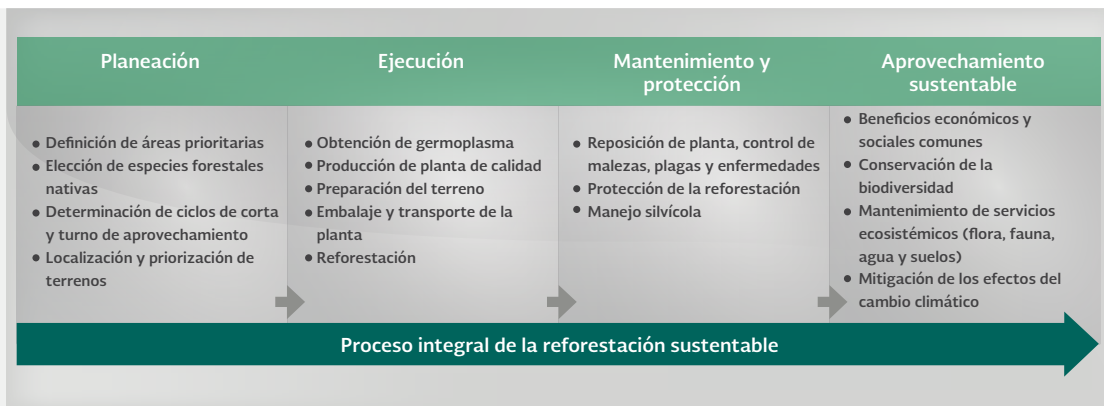 Planeación
• Definición de áreas prioritarias
• Elección de especies forestales
nativas
• Determinación de ciclos de corta
y turno de aprovechamiento
• Localización y priorización de
terrenos
Ejecución
• Obtención de germoplasma
• Producción de planta de calidad
• Preparación del terreno
• Embalaje y transporte de la
planta
• Reforestación
Mantenimiento y
protección
• Reposición de planta, control de
malezas, plagas y enfermedades
• Protección de la reforestación
• Manejo silvícola
Aprovechamiento
sustentable
• Beneficios económicos y
sociales comunes
• Conservación de la
biodiversidad
• Mantenimiento de servicios
ecosistémicos (flora, fauna,
agua y suelos)
• Mitigación de los efectos del
cambio climático
Proceso integral de la reforestación sustentable